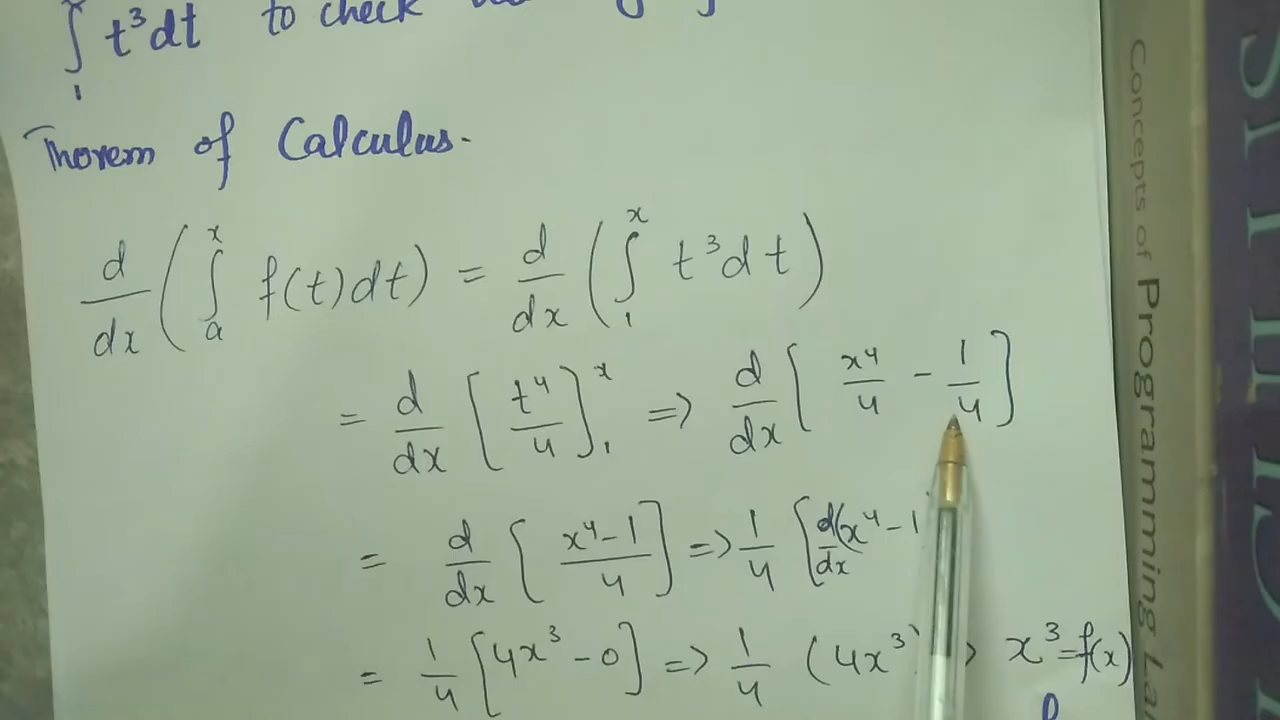 ∫₁ t³dt to check
Thorem of Calculus.
d/dx (∫ₐˣ f(t)dt) = d/dx (∫₁ˣ t³dt)
= d/dx [t⁴/4]₁ˣ => d/dx [x⁴/4 - 1/4]
= d/dx [x⁴-1/4] => 1/4 [d/dx(x⁴-1
= 1/4 [4x³-0] => 1/4 (4x³) x³=f(x)
Concepts of Programming